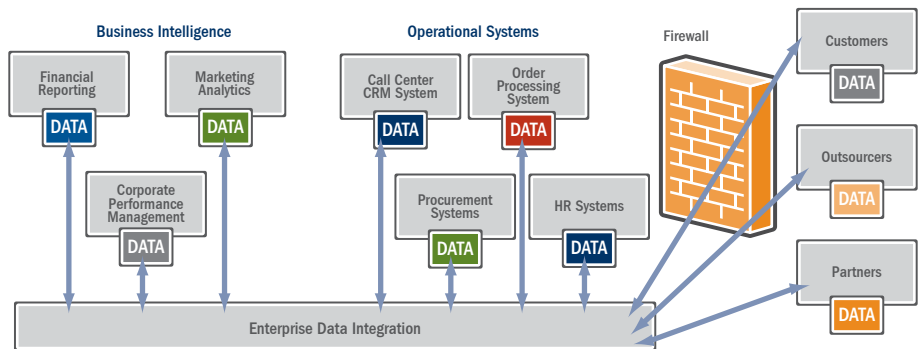 Business Intelligence
Operational Systems
Firewall
Financial
Reporting
DATA
Marketing
Analytics
DATA
Corporate
Performance
Management
DATA
Call Center
CRM System
DATA
Order
Processing
System
DATA
Procurement
Systems
DATA
HR Systems
DATA
Customers
DATA
Outsourcers
DATA
Partners
DATA
Enterprise Data Integration